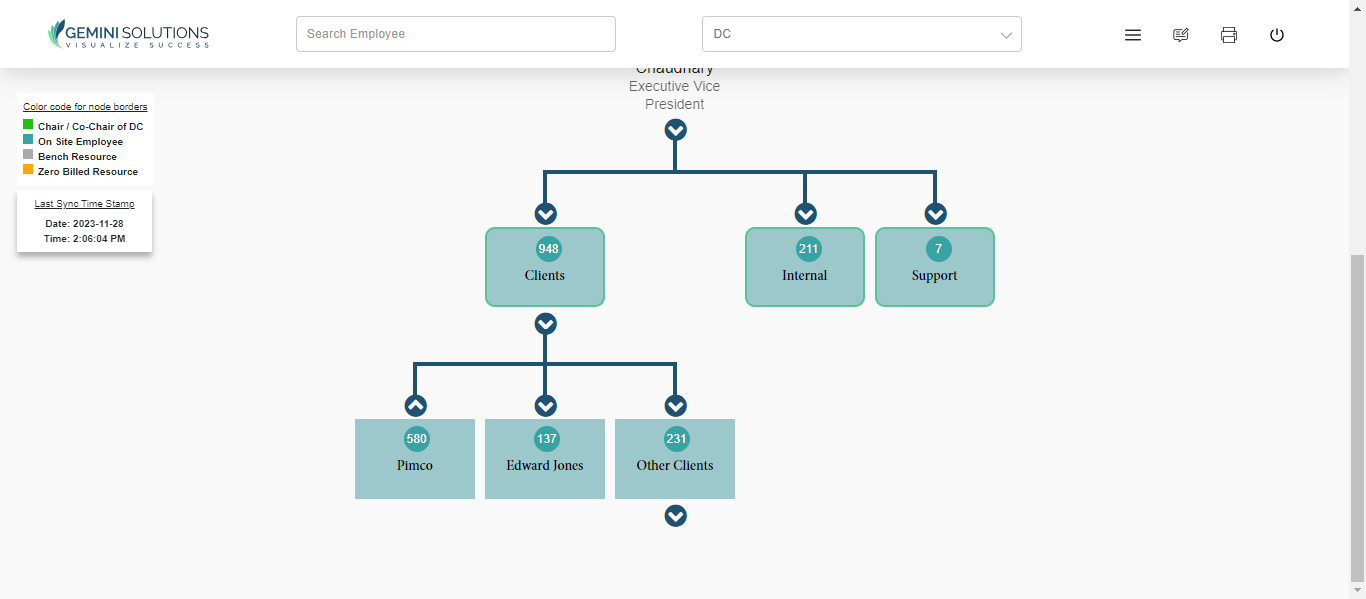 GEMINI SOLUTIONS
VISUALIZE SUCCESS
Search Employee
DC
Chaudhary
Executive Vice
President
Color code for node borders
Chair / Co-Chair of DC
On Site Employee
Bench Resource
Zero Billed Resource
Last Sync Time Stamp
Date: 2023-11-28
Time: 2:06:04 PM
948
Clients
211
Internal
7
Support
580
Pimco
137
Edward Jones
231
Other Clients